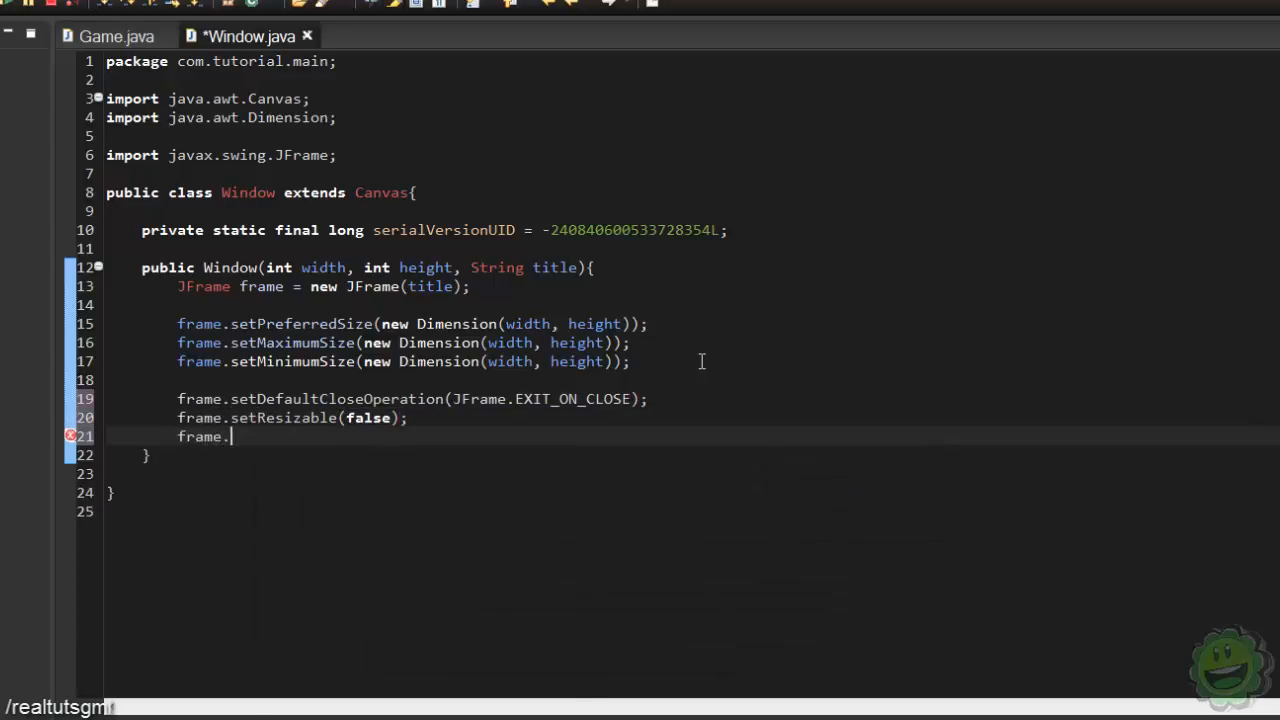 Game.java
*Window.java
1 package com.tutorial.main;
2
3 import java.awt.Canvas;
4 import java.awt.Dimension;
5
6 import javax.swing.JFrame;
7
8 public class Window extends Canvas{
9
10 private static final long serialVersionUID = -240840600533728354L;
11
12 public Window(int width, int height, String title){
13 JFrame frame = new JFrame(title);
14
15 frame.setPreferredSize(new Dimension(width, height));
16 frame.setMaximumSize(new Dimension(width, height));
17 frame.setMinimumSize(new Dimension(width, height));
18
19 frame.setDefaultCloseOperation(JFrame.EXIT_ON_CLOSE);
20 frame.setResizable(false);
21 frame.
22 }
23
24 }
25